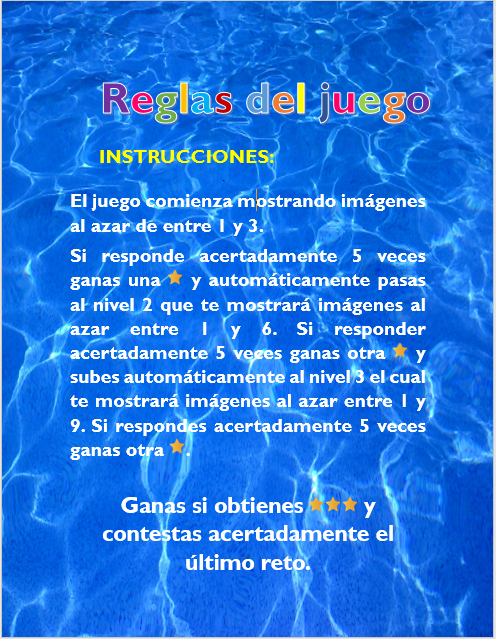 Reglas del juego
INSTRUCCIONES:
El juego comienza mostrando imágenes
al azar de entre 1 y 3.
Si responde acertadamente 5 veces
ganas una ⭐ y automáticamente pasas
al nivel 2 que te mostrará imágenes al
azar entre 1 y 6. Si responder
acertadamente 5 veces ganas otra ⭐ y
subes automáticamente al nivel 3 el cual
te mostrará imágenes al azar entre 1 y
9. Si respondes acertadamente 5 veces
ganas otra ⭐.
Ganas si obtienes ⭐⭐⭐ y
contestas acertadamente el
último reto.